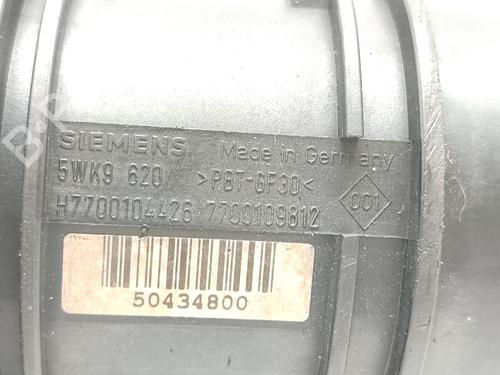 SIEMENS Made in Germany
5WK9 620 >PBT-GF30<
H7700104426 7700109812 001
50434800